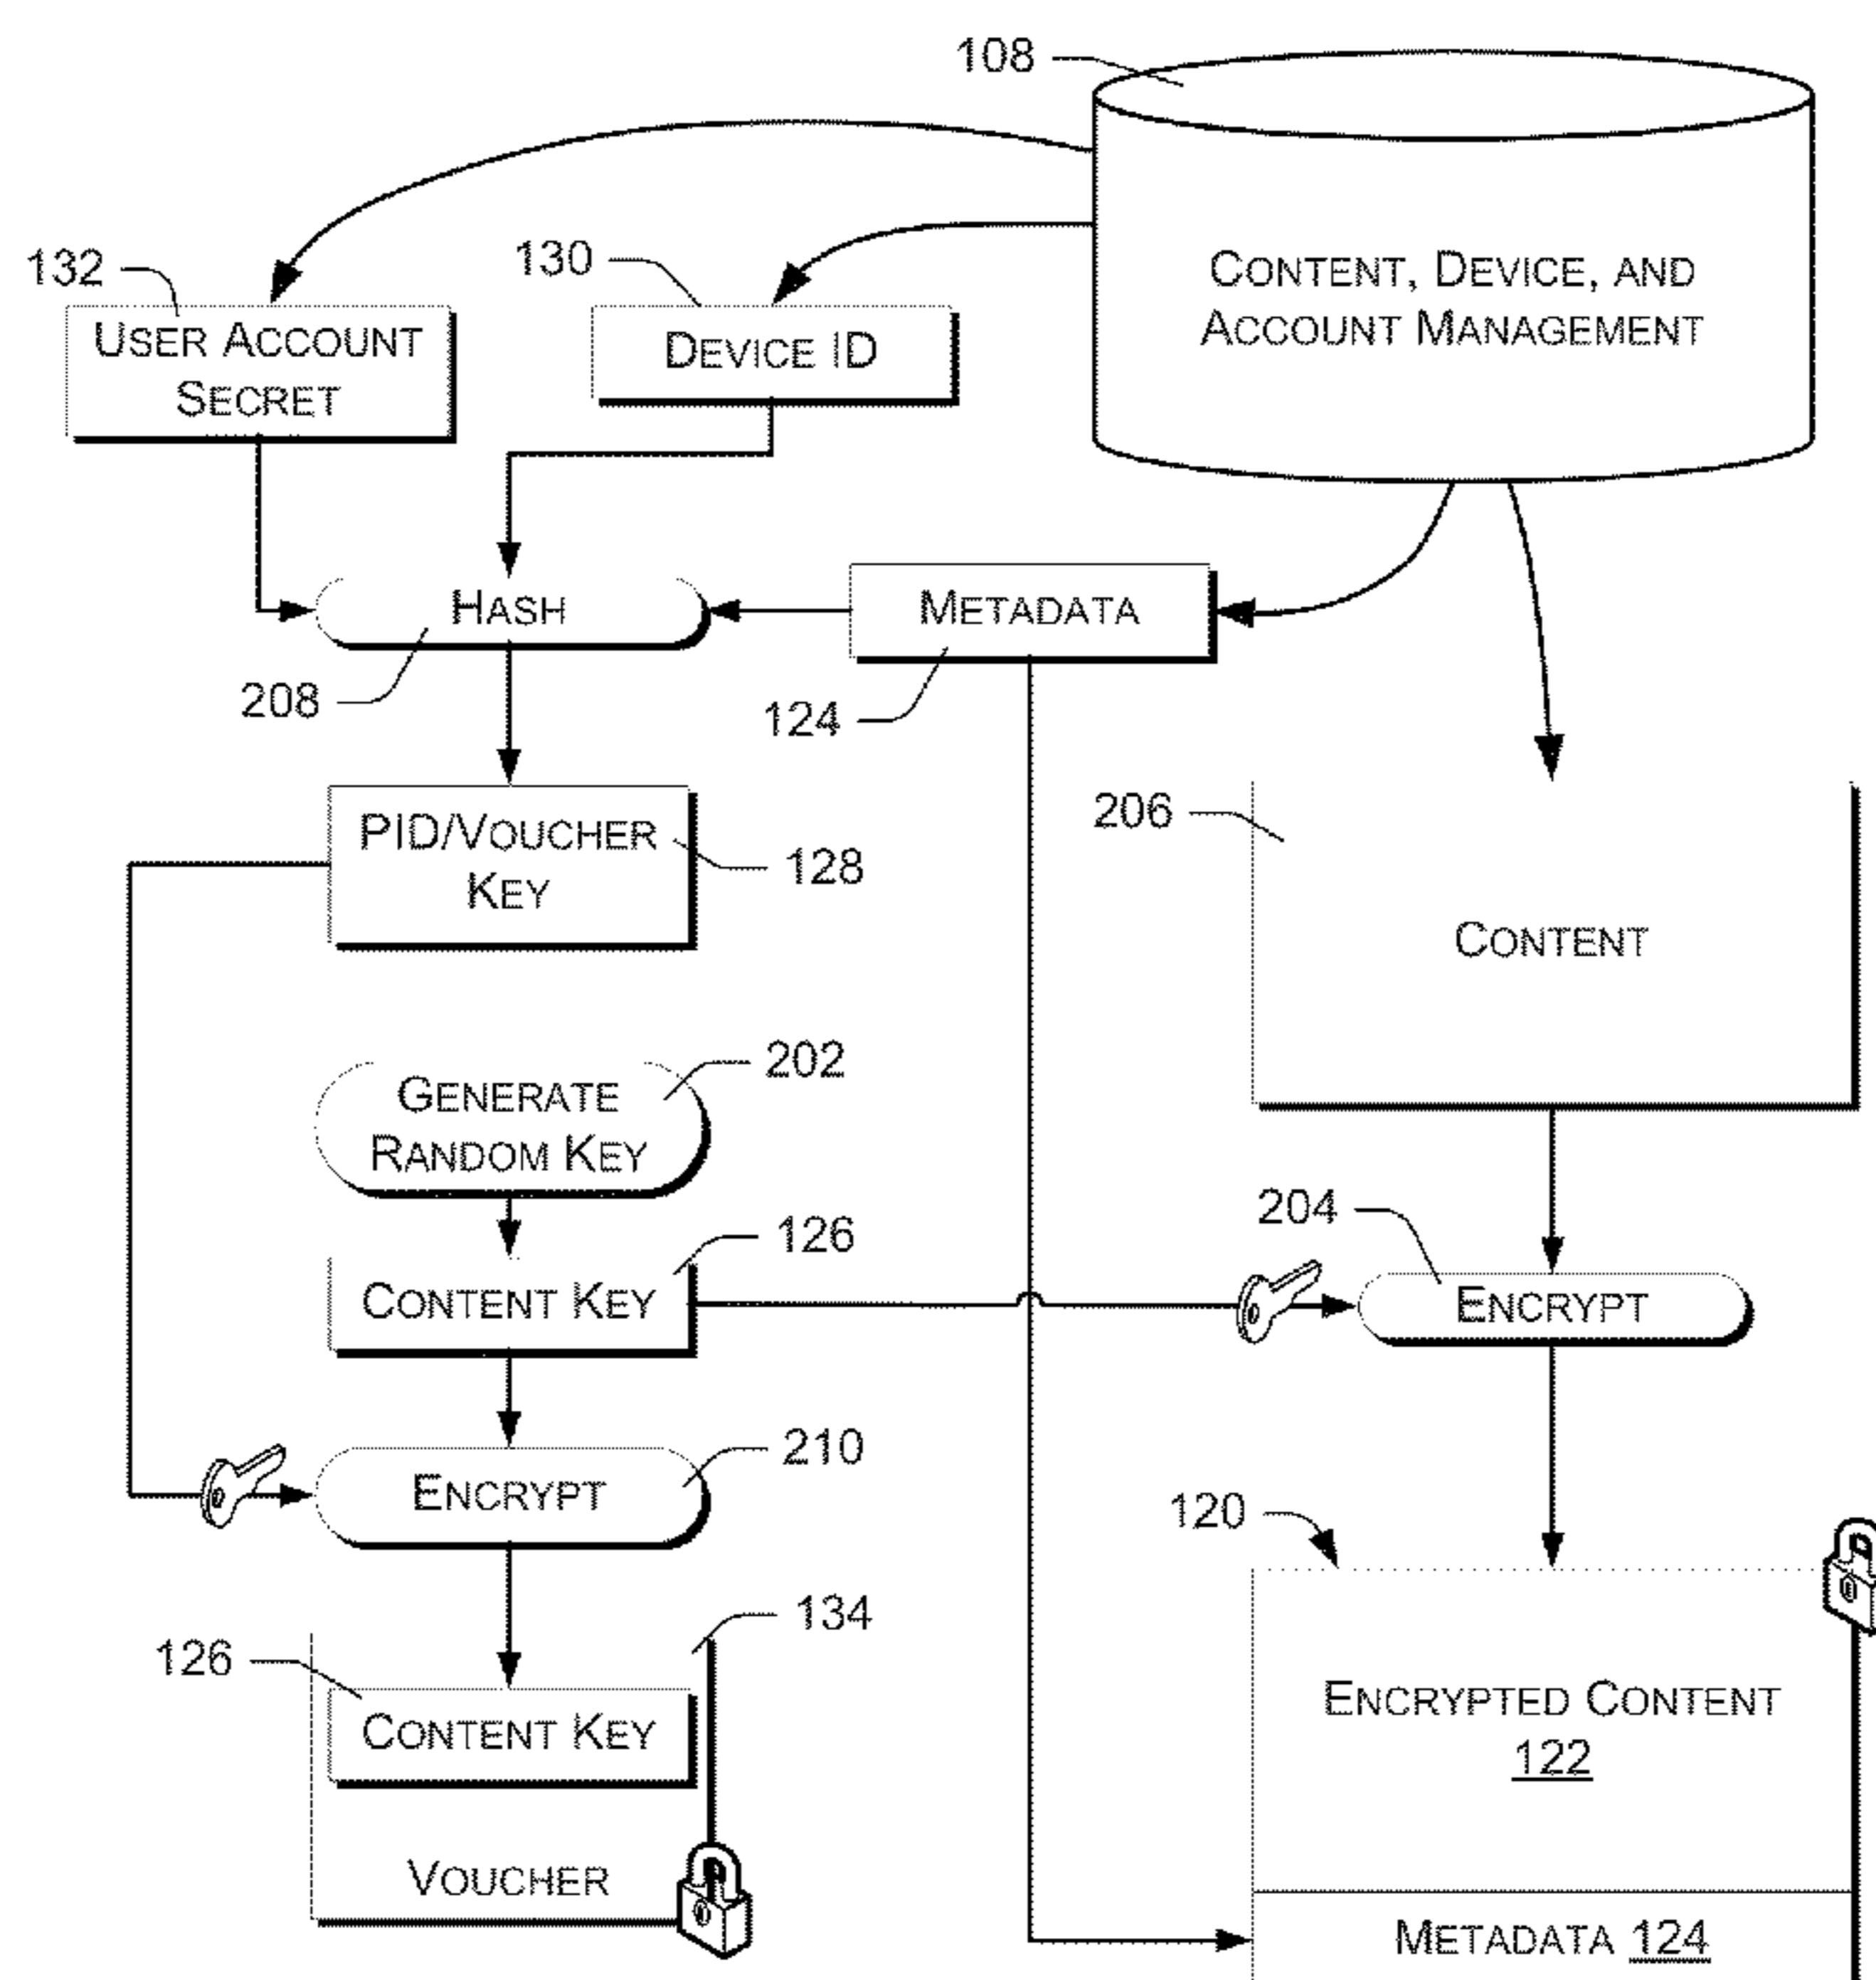 108
CONTENT, DEVICE, AND
ACCOUNT MANAGEMENT
132
USER ACCOUNT
SECRET
130
DEVICE ID
HASH
208
METADATA
124
PID/VOUCHER
KEY
128
206
CONTENT
202
GENERATE
RANDOM KEY
126
CONTENT KEY
204
ENCRYPT
210
ENCRYPT
134
126
CONTENT KEY
VOUCHER
120
ENCRYPTED CONTENT
122
METADATA 124